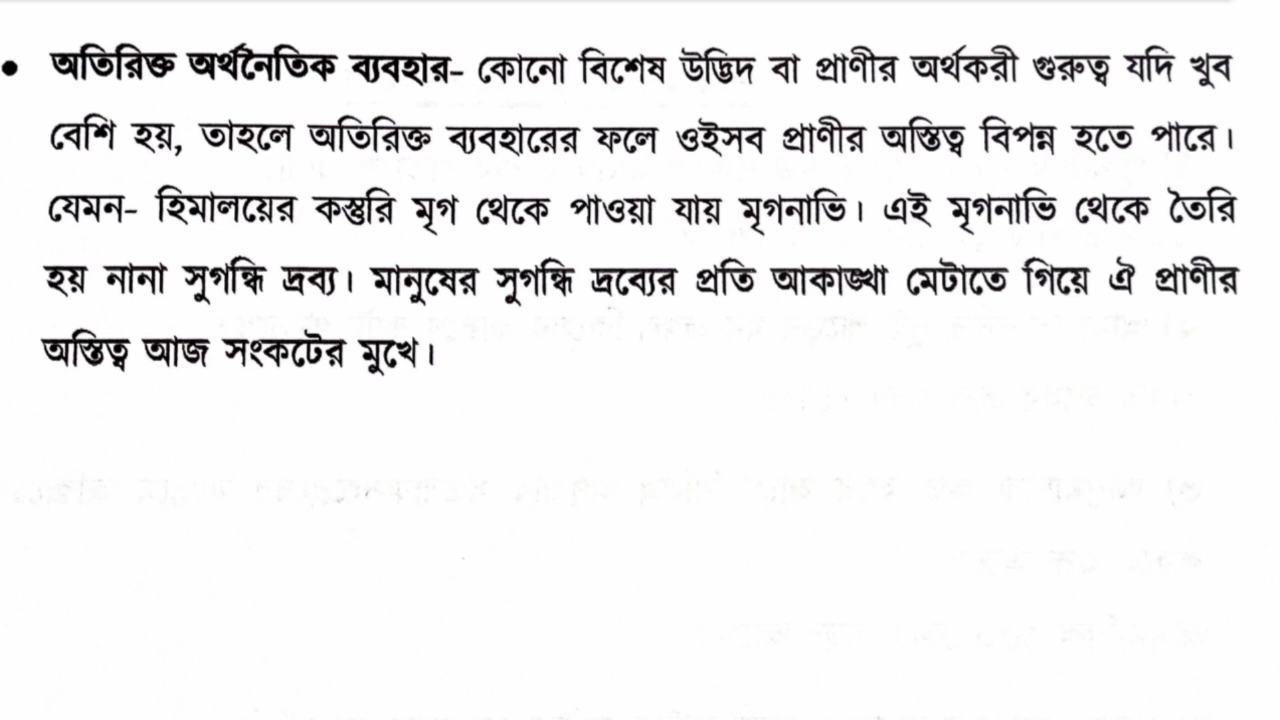 • অতিরিক্ত অর্থনৈতিক ব্যবহার- কোনো বিশেষ উদ্ভিদ বা প্রাণীর অর্থকরী গুরুত্ব যদি খুব
বেশি হয়, তাহলে অতিরিক্ত ব্যবহারের ফলে ওইসব প্রাণীর অস্তিত্ব বিপন্ন হতে পারে।
যেমন- হিমালয়ের কস্তুরি মৃগ থেকে পাওয়া যায় মৃগনাভি। এই মৃগনাভি থেকে তৈরি
হয় নানা সুগন্ধি দ্রব্য। মানুষের সুগন্ধি দ্রব্যের প্রতি আকাঙ্খা মেটাতে গিয়ে ঐ প্রাণীর
অস্তিত্ব আজ সংকটের মুখে।